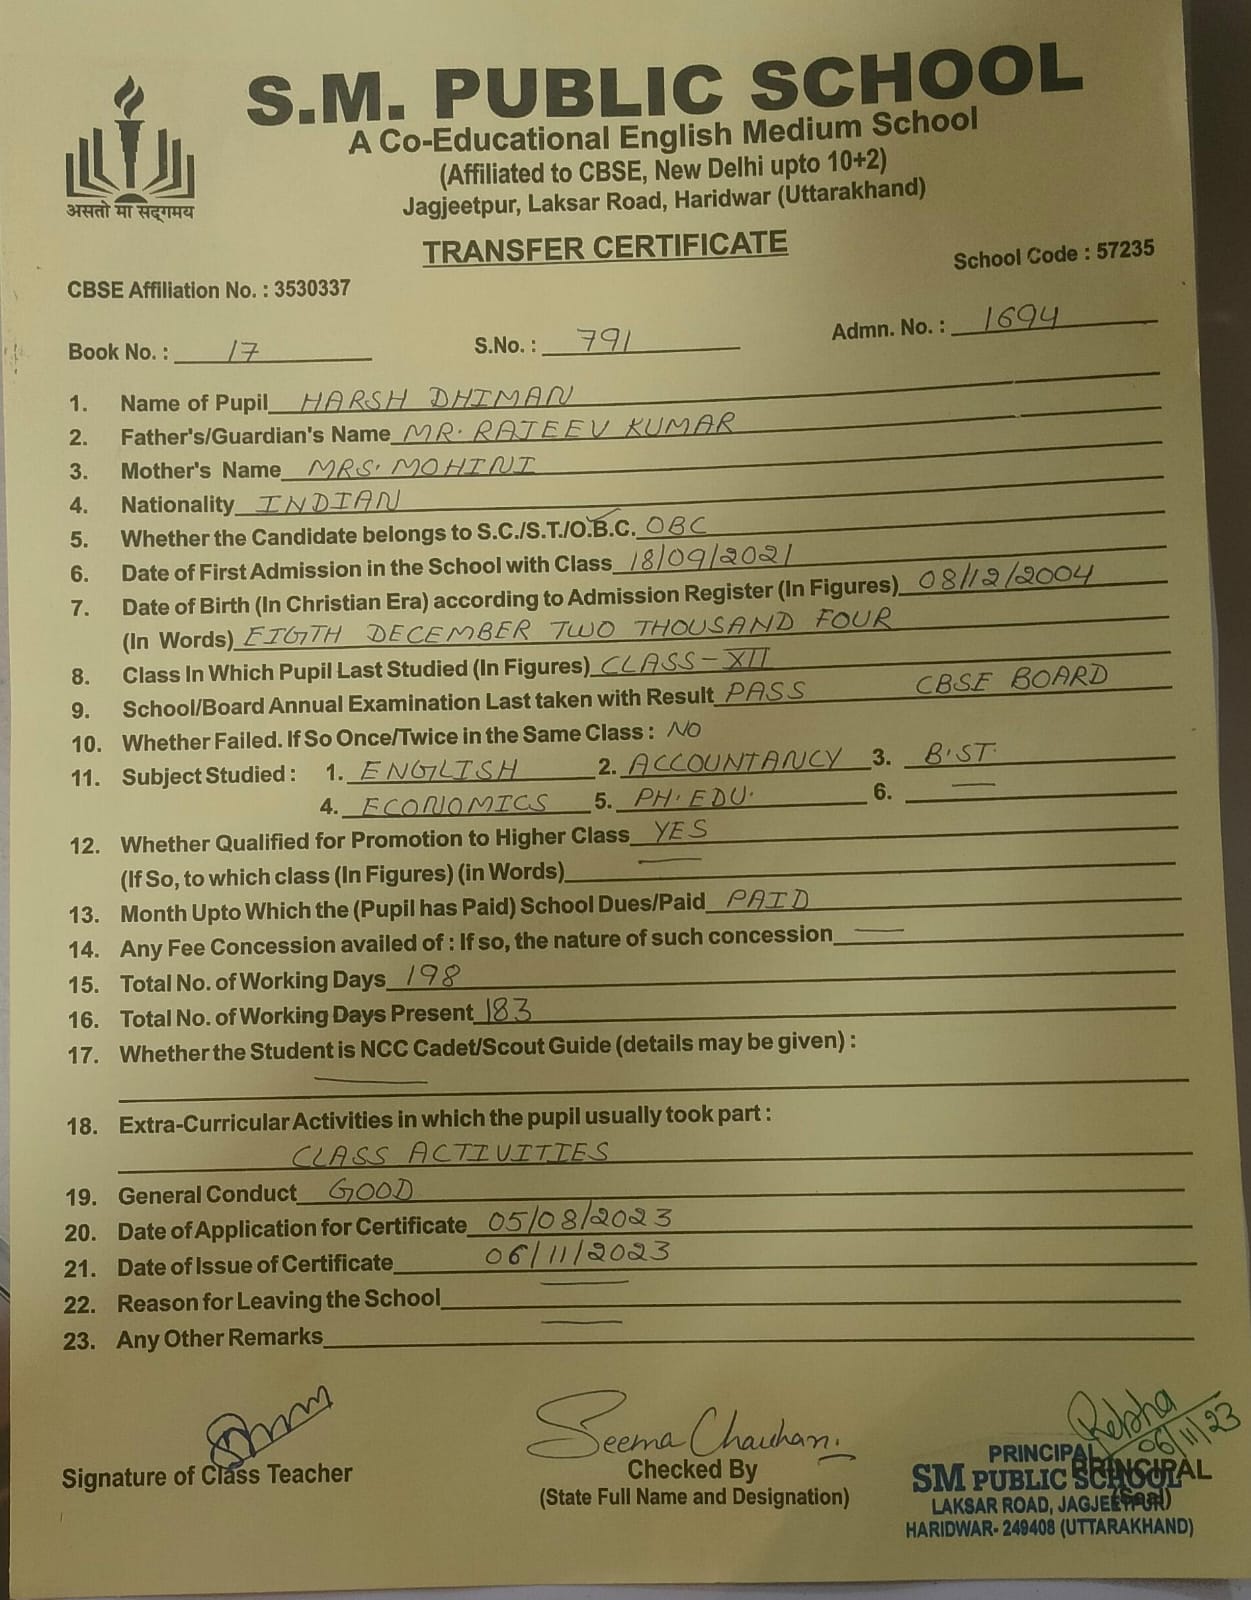 S.M. PUBLIC SCHOOL
A Co-Educational English Medium School
(Affiliated to CBSE, New Delhi upto 10+2)
Jagjeetpur, Laksar Road, Haridwar (Uttarakhand)
असतो मा सद्गमय
TRANSFER CERTIFICATE
School Code : 57235
CBSE Affiliation No. : 3530337
Book No. : 17 S.No. : 791 Admn. No. : 1694
1. Name of Pupil HARSH DHIMAN
2. Father's/Guardian's Name MR. RAJEEV KUMAR
3. Mother's Name MRS. MOHINI
4. Nationality INDIAN
5. Whether the Candidate belongs to S.C./S.T./O.B.C. OBC
6. Date of First Admission in the School with Class 18/09/2021
7. Date of Birth (In Christian Era) according to Admission Register (In Figures) 08/12/2004
(In Words) EIGTH DECEMBER TWO THOUSAND FOUR
8. Class In Which Pupil Last Studied (In Figures) CLASS-XII
9. School/Board Annual Examination Last taken with Result PASS CBSE BOARD
10. Whether Failed. If So Once/Twice in the Same Class : NO
11. Subject Studied : 1. ENGLISH 2. ACCOUNTANCY 3. B.ST.
4. ECONOMICS 5. PH. EDU. 6. —
12. Whether Qualified for Promotion to Higher Class YES
(If So, to which class (In Figures) (in Words) —
13. Month Upto Which the (Pupil has Paid) School Dues/Paid PAID
14. Any Fee Concession availed of : If so, the nature of such concession —
15. Total No. of Working Days 198
16. Total No. of Working Days Present 183
17. Whether the Student is NCC Cadet/Scout Guide (details may be given) :
—
18. Extra-Curricular Activities in which the pupil usually took part :
CLASS ACTIVITIES
19. General Conduct GOOD
20. Date of Application for Certificate 05/08/2023
21. Date of Issue of Certificate 06/11/2023
22. Reason for Leaving the School —
23. Any Other Remarks —
Seema Chauhan.
06/11/23
Signature of Class Teacher
Checked By
(State Full Name and Designation)
PRINCIPAL
(Seal)
PRINCIPAL
SM PUBLIC SCHOOL
LAKSAR ROAD, JAGJEETPUR
HARIDWAR- 249408 (UTTARAKHAND)